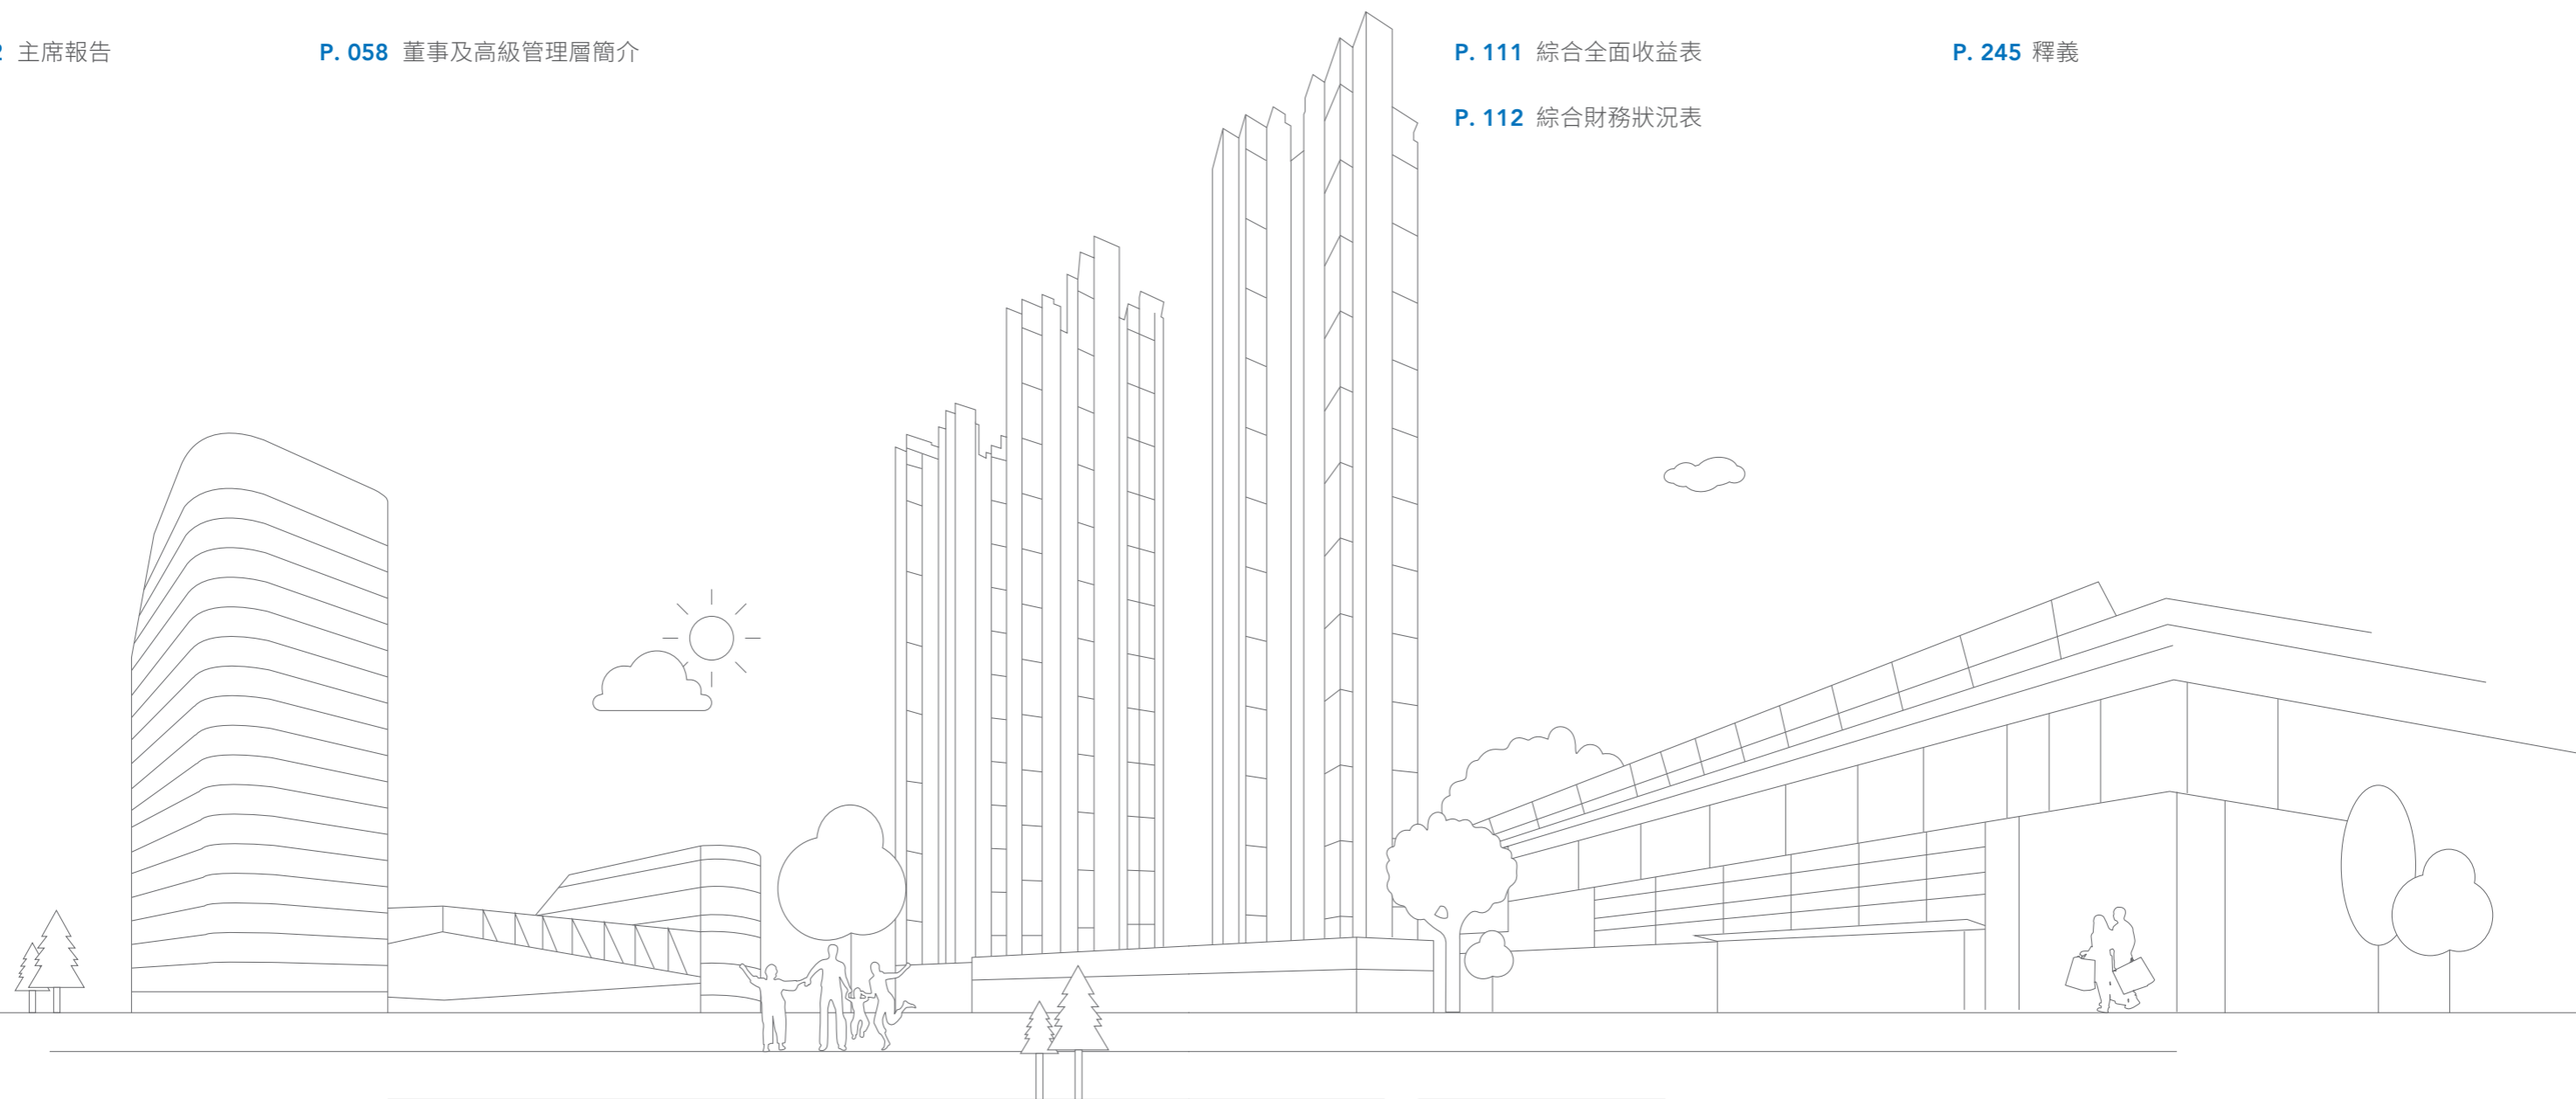 主席報告
P. 058 董事及高級管理層簡介
P. 111 綜合全面收益表
P. 112 綜合財務狀況表
P. 245 釋義